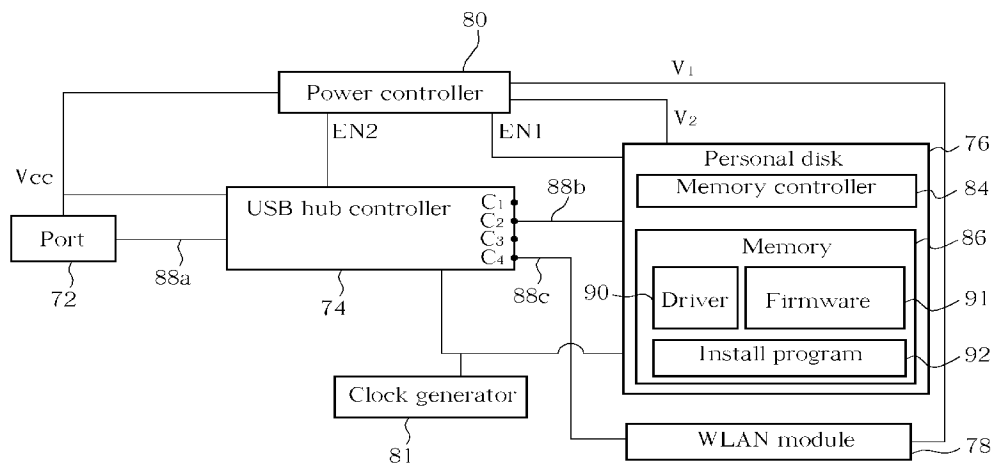 80
V1
Power controller
V2
EN2
EN1
76
Personal disk
Vcc
Memory controller
84
USB hub controller
C1
C2
C3
C4
88b
Port
88a
72
74
88c
Memory
86
90
Driver
Firmware
91
Install program
92
Clock generator
81
WLAN module
78